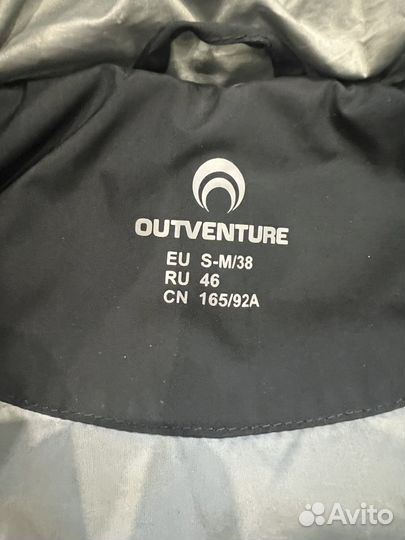 OUTVENTURE
EU S-M/38
RU 46
CN 165/92A
Avito